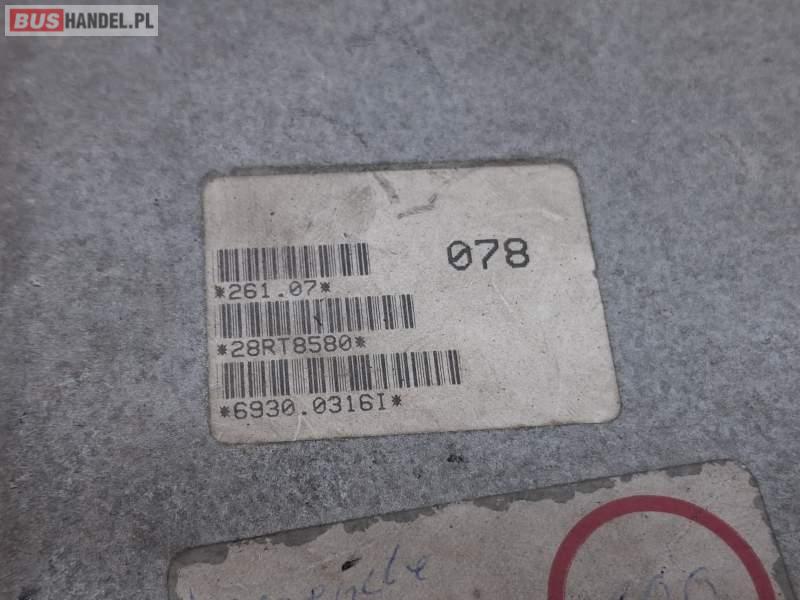 BUSHANDEL.PL
078
*261.07*
*28RT8580*
*6930.0316I*